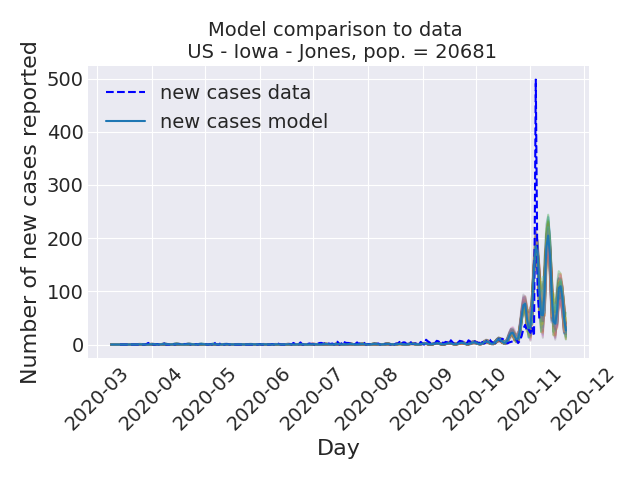 Model comparison to data
US - Iowa - Jones, pop. = 20681
Number of new cases reported
500
400
300
200
100
0
new cases data
new cases model
2020-03
2020-04
2020-05
2020-06
2020-07
2020-08
2020-09
2020-10
2020-11
2020-12
Day